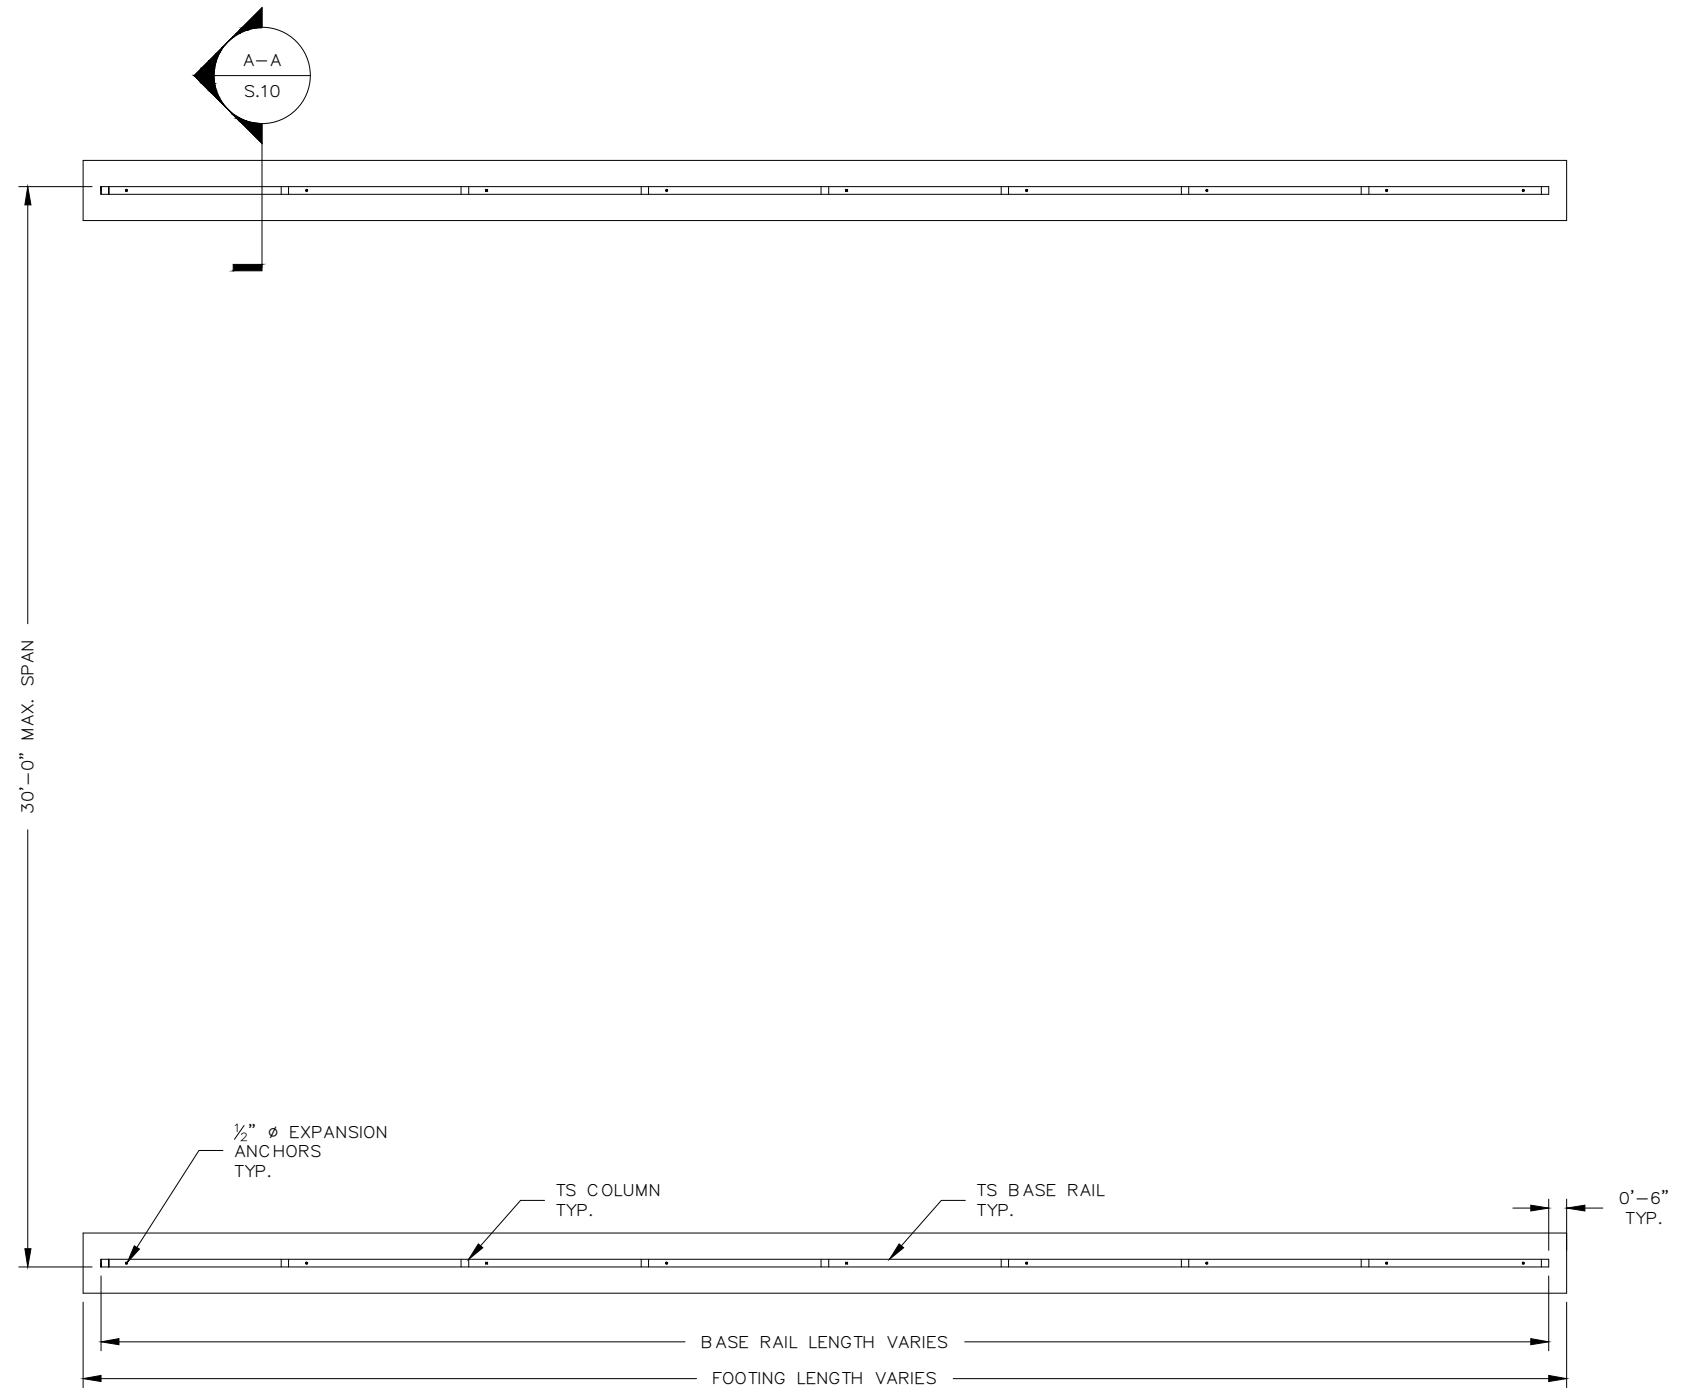 A-A
S.10
30'-0" MAX. SPAN
½" ø EXPANSION
ANCHORS
TYP.
TS COLUMN
TYP.
TS BASE RAIL
TYP.
0'-6"
TYP.
BASE RAIL LENGTH VARIES
FOOTING LENGTH VARIES